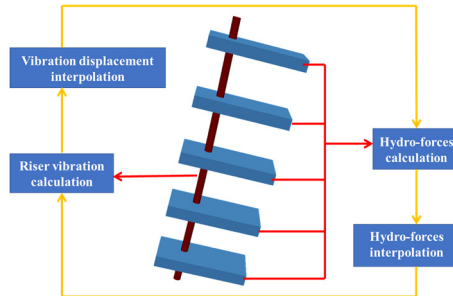 Vibration displacement
interpolation
Riser vibration
calculation
Hydro-forces
calculation
Hydro-forces
interpolation